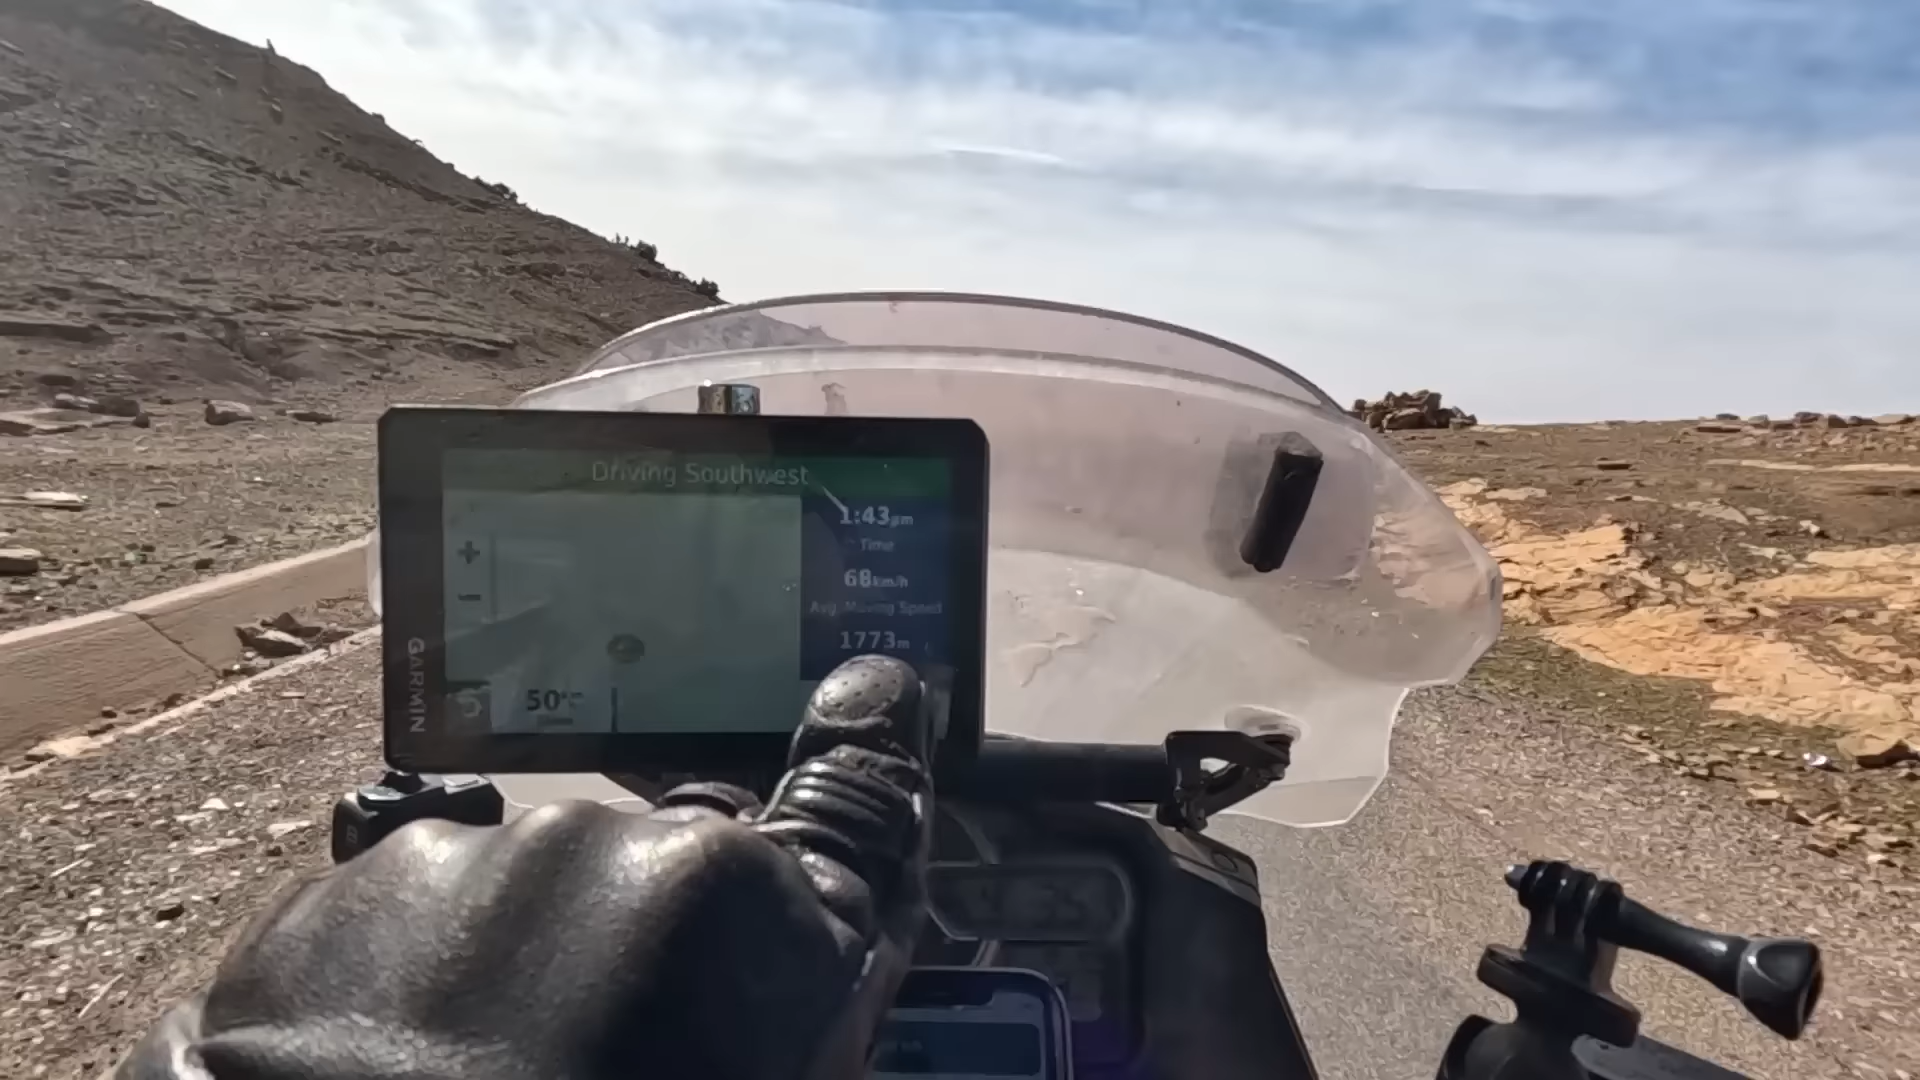 Driving Southwest
1:43pm
Time
68km/h
Avg. Moving Speed
1773m
50
GARMIN